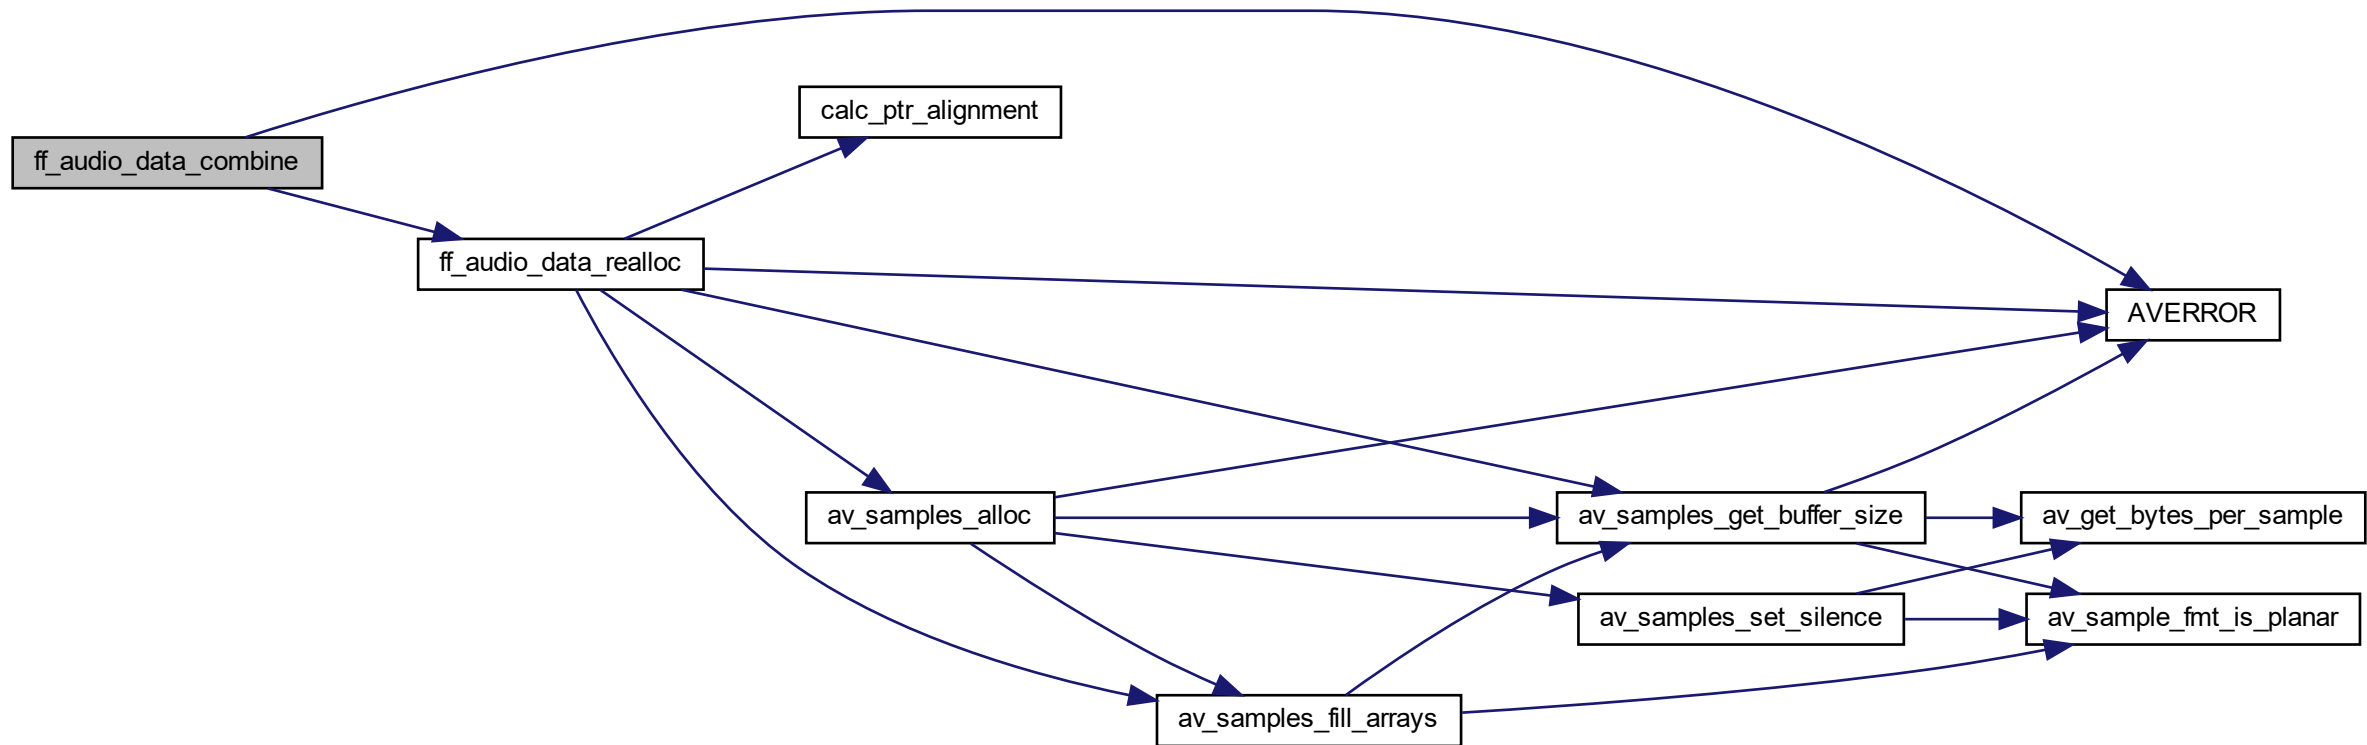 calc_ptr_alignment
ff_audio_data_combine
ff_audio_data_realloc
AVERROR
av_samples_alloc
av_samples_get_buffer_size
av_get_bytes_per_sample
av_samples_set_silence
av_sample_fmt_is_planar
av_samples_fill_arrays